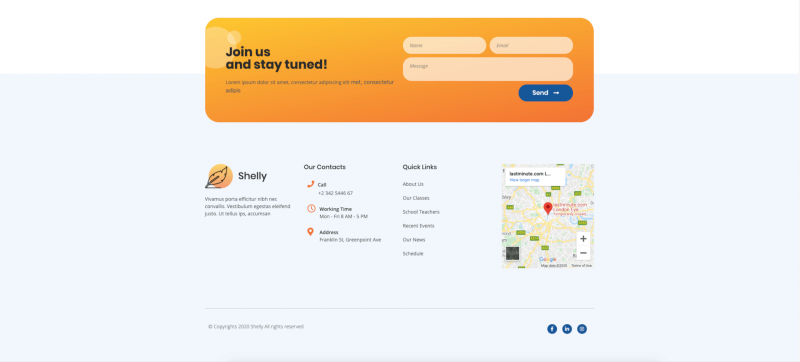 Join us
and stay tuned!
Lorem ipsum dolor sit amet, consectetur adipiscing elit met, consectetur
adipis
Name
Email
Message
Send
Shelly
Vivamus porta efficitur nibh nec
convallis. Vestibulum egestas eleifend
justo. Ut tellus ips, accumsan
Our Contacts
Call
+2 342 5446 67
Working Time
Mon - Fri 8 AM - 5 PM
Address
Franklin St, Greenpoint Ave
Quick Links
About Us
Our Classes
School Teachers
Recent Events
Our News
Schedule
lastminute.com L...
View larger map
lastminute.com
London Eye
Temporarily closed
Google
Map data ©2020 Terms of Use
© Copyrights 2020 Shelly All rights reserved.